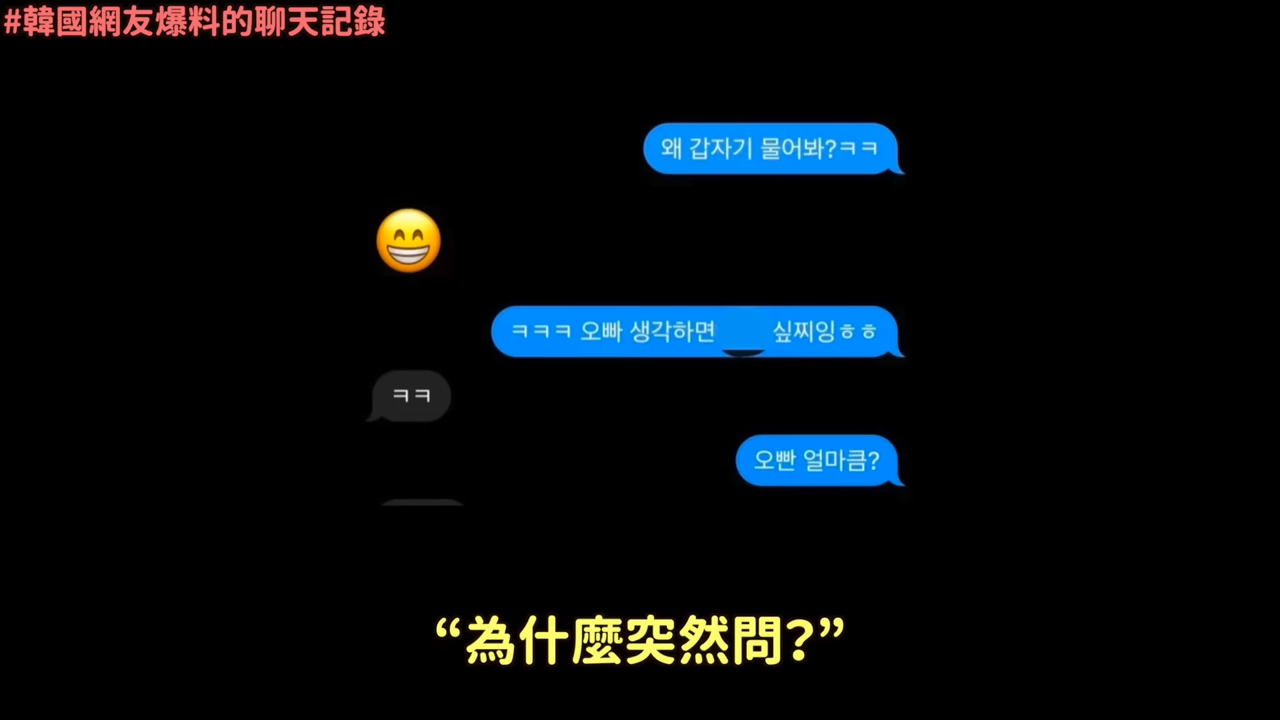 #韓國網友爆料的聊天記錄
왜 갑자기 물어봐?ㅋㅋ
ㅋㅋㅋ 오빠 생각하면 싶찌잉ㅎㅎ
ㅋㅋ
오빤 얼마큼?
“為什麼突然問?”